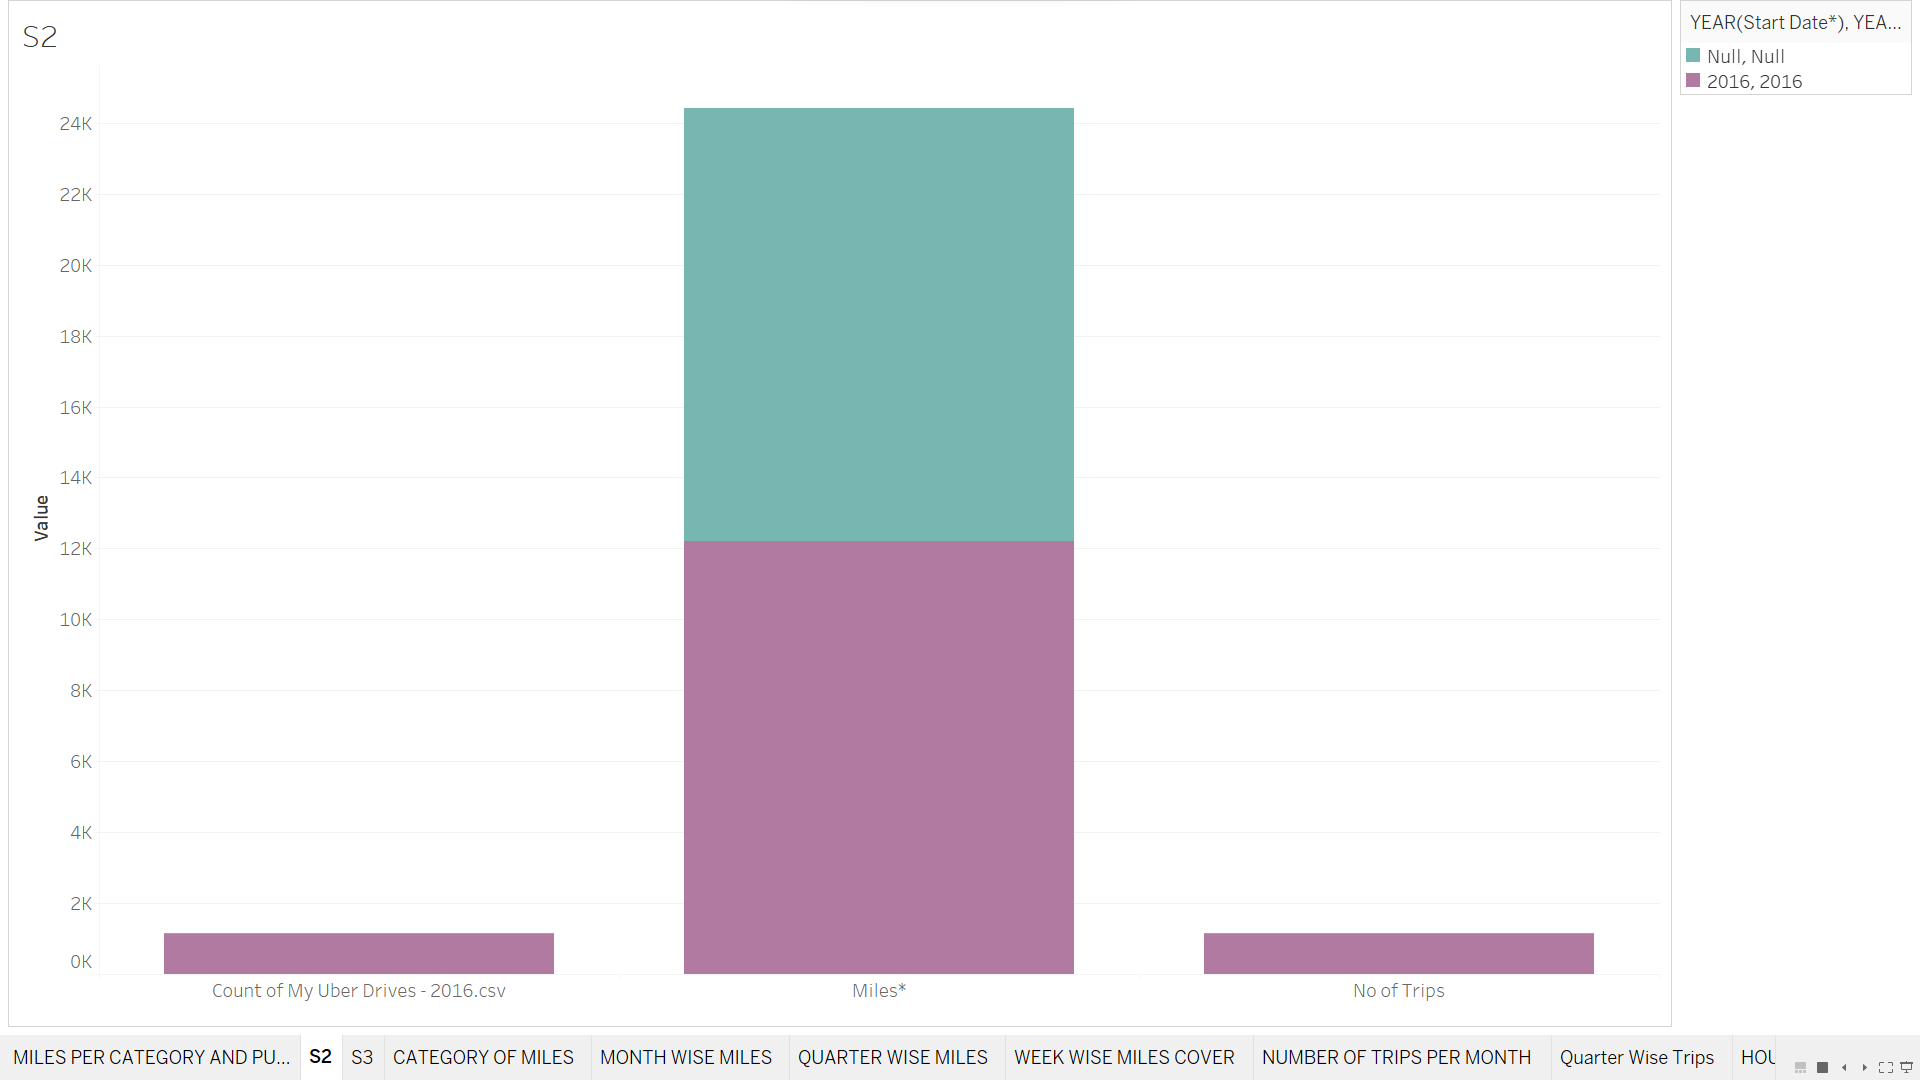 S2
YEAR(Start Date*), YEA...
Null, Null
2016, 2016
24K
22K
20K
18K
16K
14K
12K
10K
8K
6K
4K
2K
0K
Value
Count of My Uber Drives - 2016.csv
Miles*
No of Trips
MILES PER CATEGORY AND PU... S2 S3 CATEGORY OF MILES MONTH WISE MILES QUARTER WISE MILES WEEK WISE MILES COVER NUMBER OF TRIPS PER MONTH Quarter Wise Trips HOU